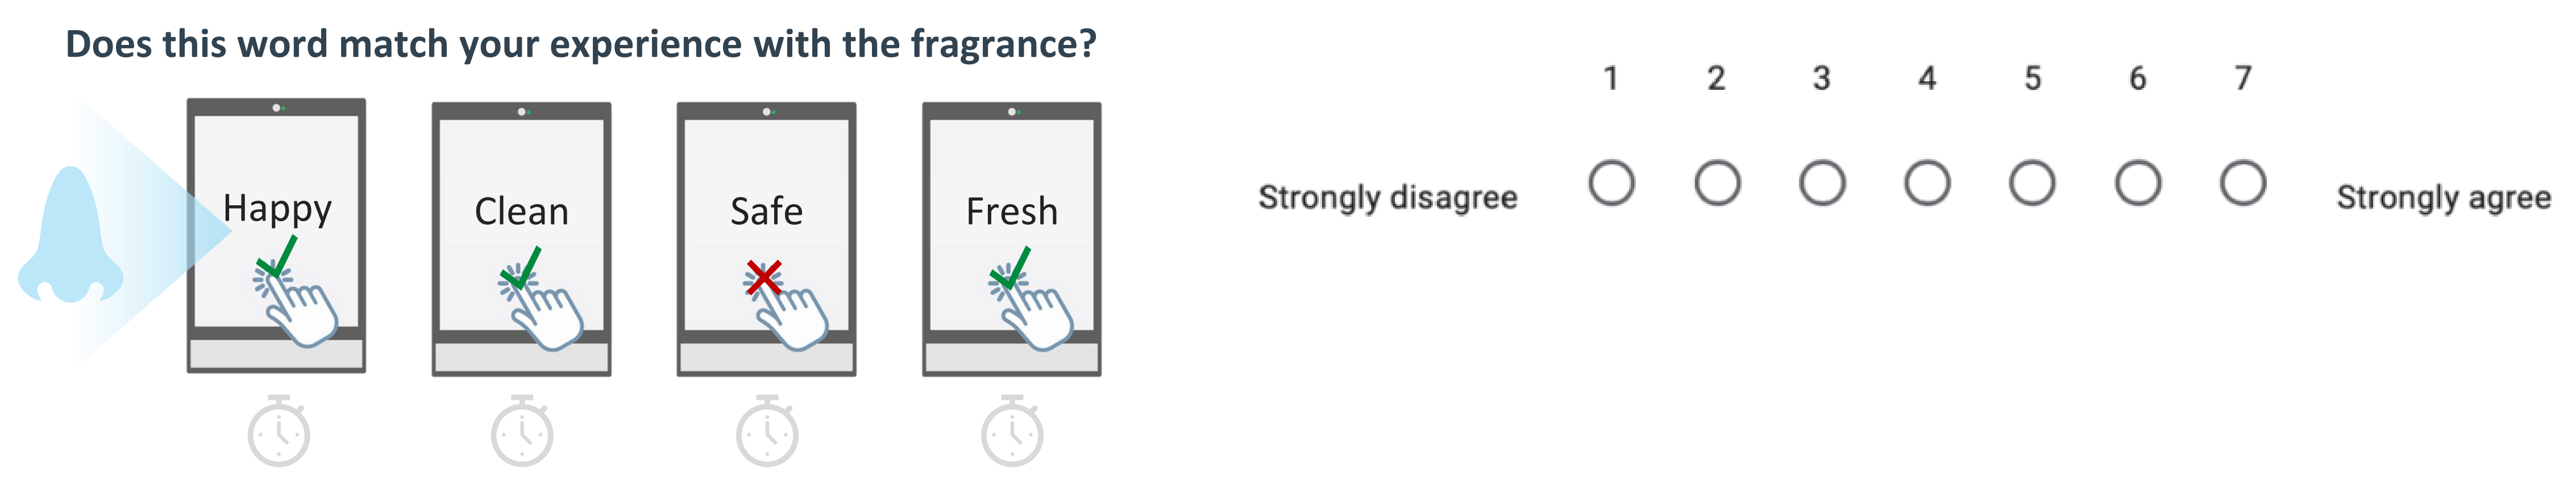 Does this word match your experience with the fragrance?
Happy
Clean
Safe
Fresh
1 2 3 4 5 6 7
Strongly disagree
Strongly agree